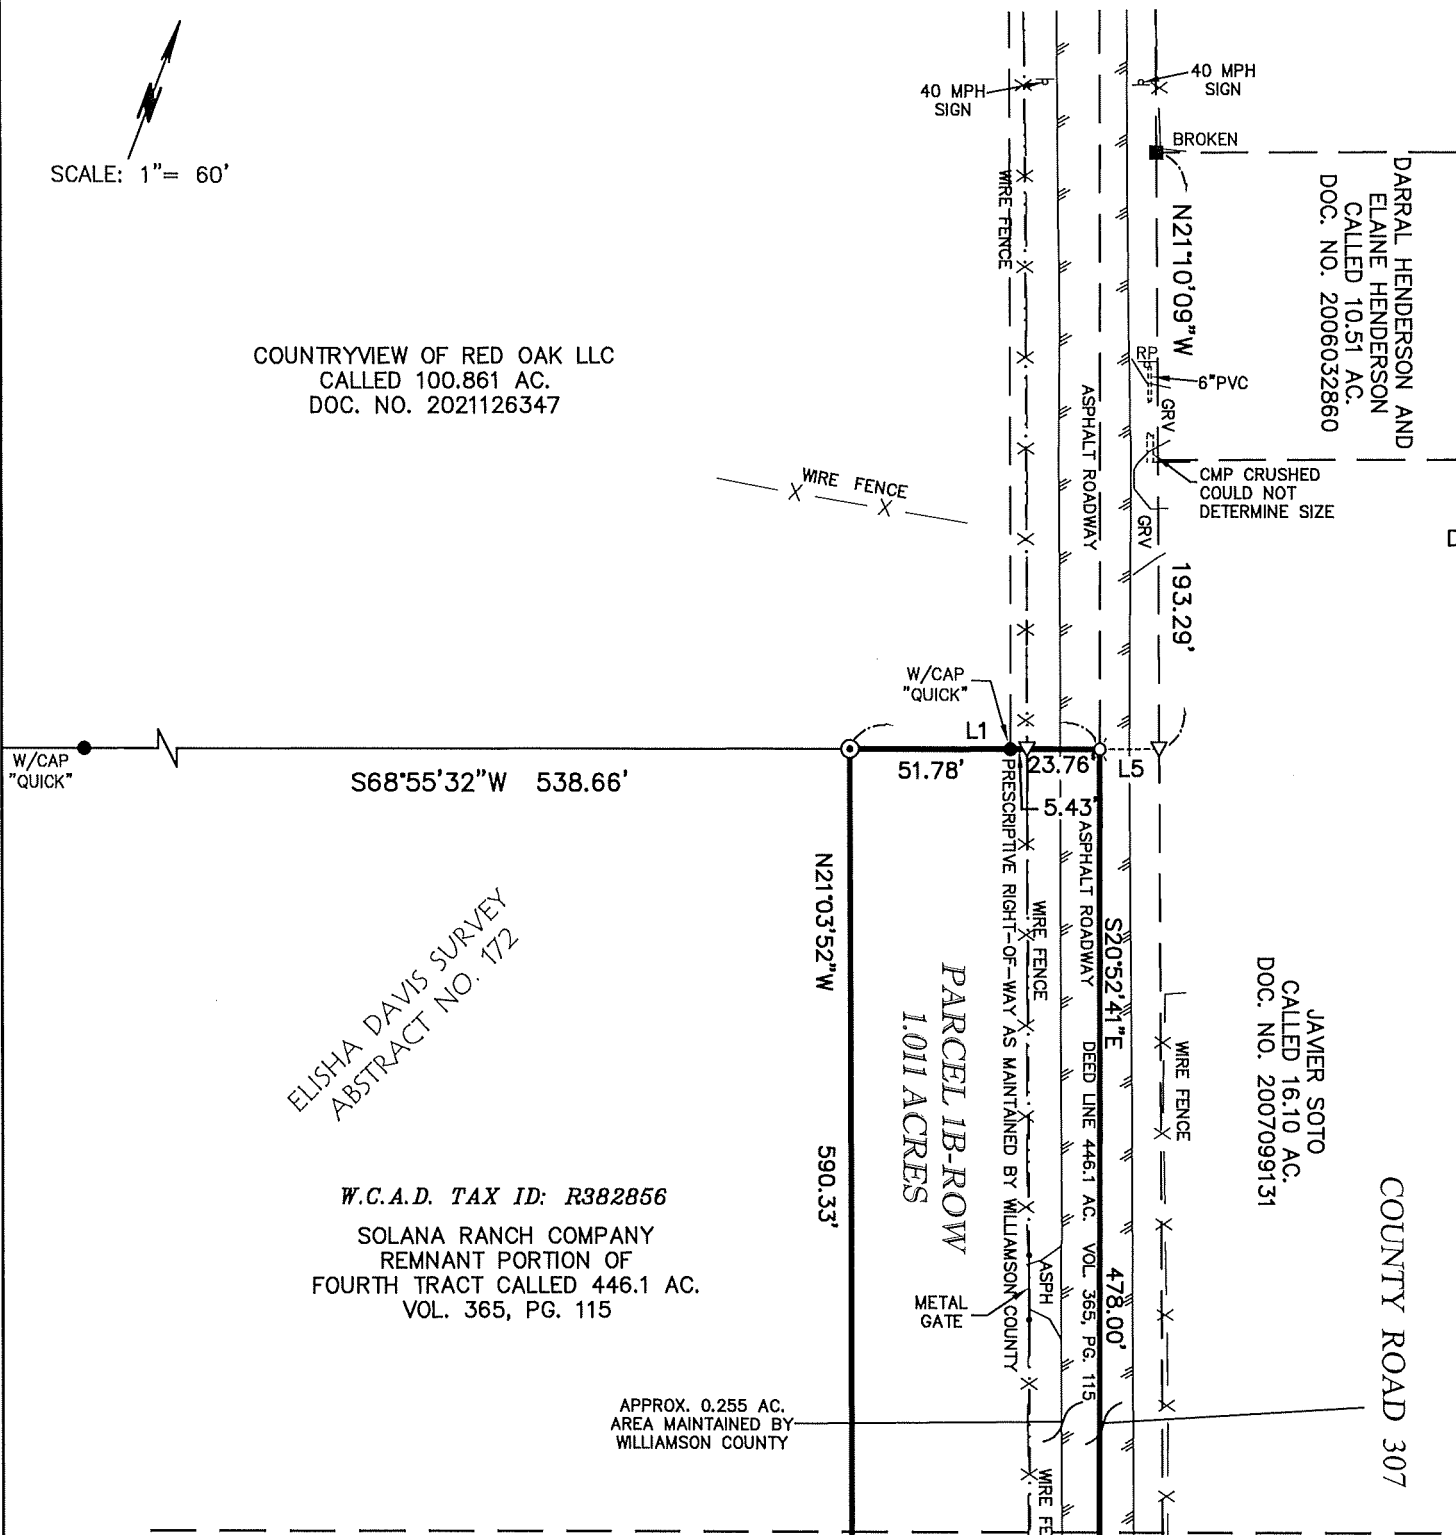 SCALE: 1"= 60'
40 MPH
SIGN
40 MPH
SIGN
BROKEN
WIRE FENCE
N21°10'09"W
DARRAL HENDERSON AND
ELAINE HENDERSON
CALLED 10.51 AC.
DOC. NO. 2006032860
COUNTRYVIEW OF RED OAK LLC
CALLED 100.861 AC.
DOC. NO. 2021126347
RP
6"PVC
GRV
ASPHALT ROADWAY
WIRE FENCE
CMP CRUSHED
COULD NOT
DETERMINE SIZE
GRV
D
193.29'
W/CAP
"QUICK"
L1
W/CAP
"QUICK"
S68°55'32"W 538.66'
51.78'
23.76'
L5
5.43'
PRESCRIPTIVE RIGHT-OF-WAY AS MAINTAINED BY WILLIAMSON COUNTY
ASPHALT ROADWAY
N21°03'52"W
590.33'
WIRE FENCE
S20°52'41"E
478.00'
ELISHA DAVIS SURVEY
ABSTRACT NO. 172
PARCEL 1B-ROW
1.011 ACRES
DEED LINE 446.1 AC. VOL. 365, PG. 115
WIRE FENCE
JAVIER SOTO
CALLED 16.10 AC.
DOC. NO. 2007099131
W.C.A.D. TAX ID: R382856
SOLANA RANCH COMPANY
REMNANT PORTION OF
FOURTH TRACT CALLED 446.1 AC.
VOL. 365, PG. 115
ASPH
METAL
GATE
COUNTY ROAD 307
APPROX. 0.255 AC.
AREA MAINTAINED BY
WILLIAMSON COUNTY
WIRE FE